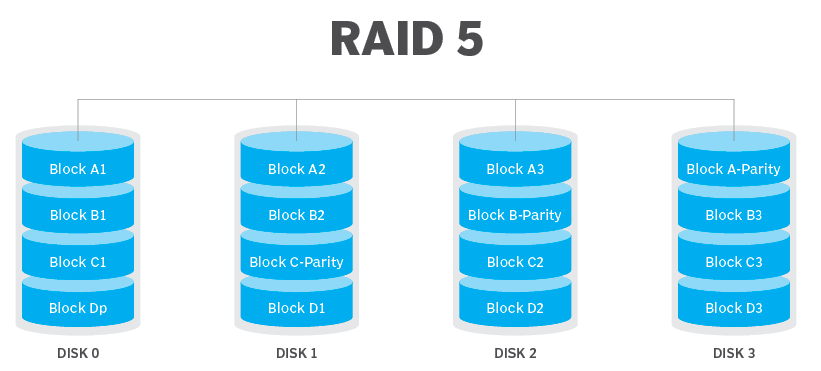 RAID 5
Block A1
Block A2
Block A3
Block A-Parity
Block B1
Block B2
Block B-Parity
Block B3
Block C1
Block C-Parity
Block C2
Block C3
Block Dp
Block D1
Block D2
Block D3
DISK 0
DISK 1
DISK 2
DISK 3